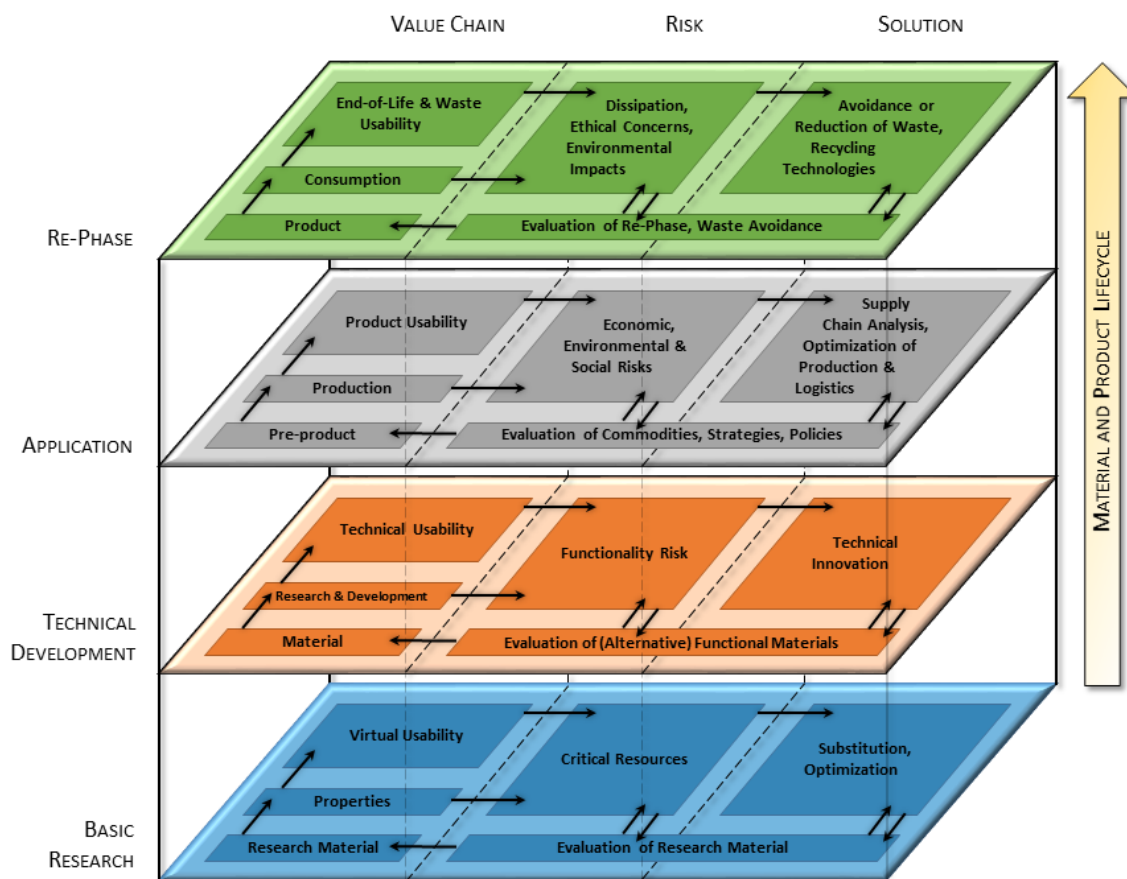 VALUE CHAIN
RISK
SOLUTION
RE-PHASE
End-of-Life & Waste
Usability
Consumption
Product
Dissipation,
Ethical Concerns,
Environmental
Impacts
Avoidance or
Reduction of Waste,
Recycling
Technologies
Evaluation of Re-Phase, Waste Avoidance
APPLICATION
Product Usability
Production
Pre-product
Economic,
Environmental &
Social Risks
Supply
Chain Analysis,
Optimization of
Production &
Logistics
Evaluation of Commodities, Strategies, Policies
TECHNICAL
DEVELOPMENT
Technical Usability
Research & Development
Material
Functionality Risk
Technical
Innovation
Evaluation of (Alternative) Functional Materials
BASIC
RESEARCH
Virtual Usability
Properties
Research Material
Critical Resources
Substitution,
Optimization
Evaluation of Research Material
MATERIAL AND PRODUCT LIFECYCLE